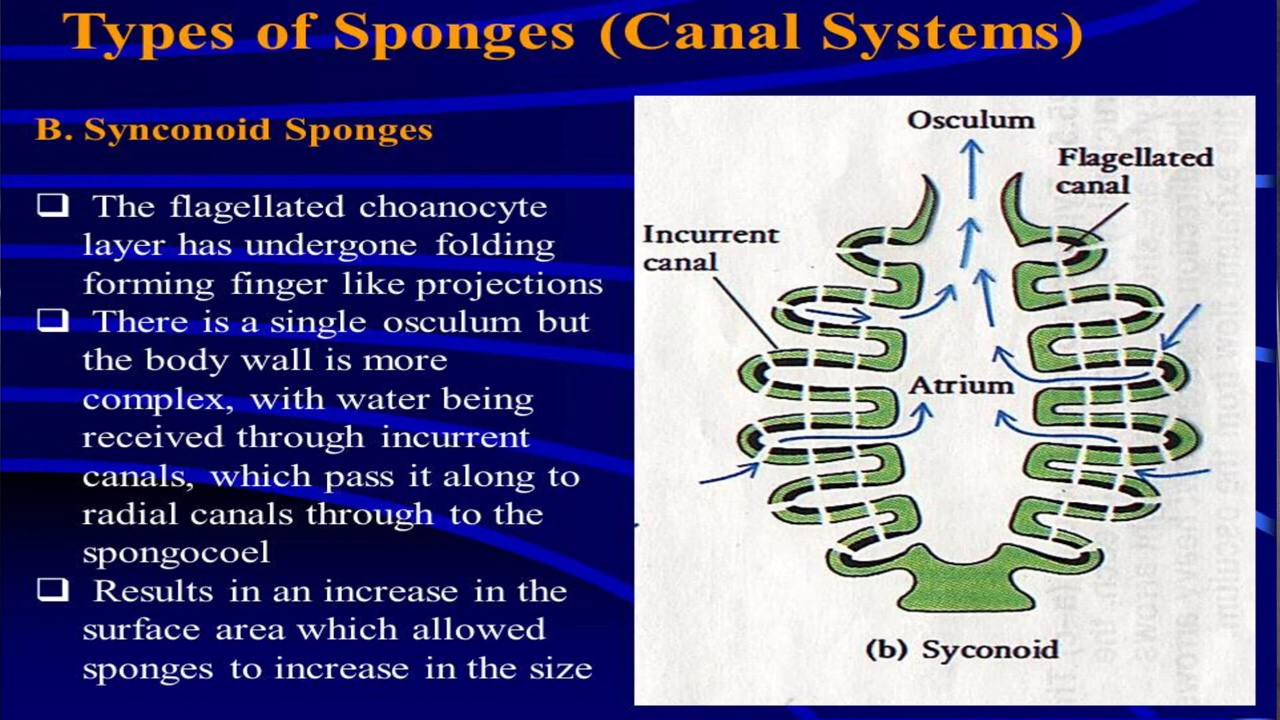 Types of Sponges (Canal Systems)
B. Synconoid Sponges
❑ The flagellated choanocyte
layer has undergone folding
forming finger like projections
❑ There is a single osculum but
the body wall is more
complex, with water being
received through incurrent
canals, which pass it along to
radial canals through to the
spongocoel
❑ Results in an increase in the
surface area which allowed
sponges to increase in the size
Osculum
Flagellated
canal
Incurrent
canal
Atrium
(b) Syconoid